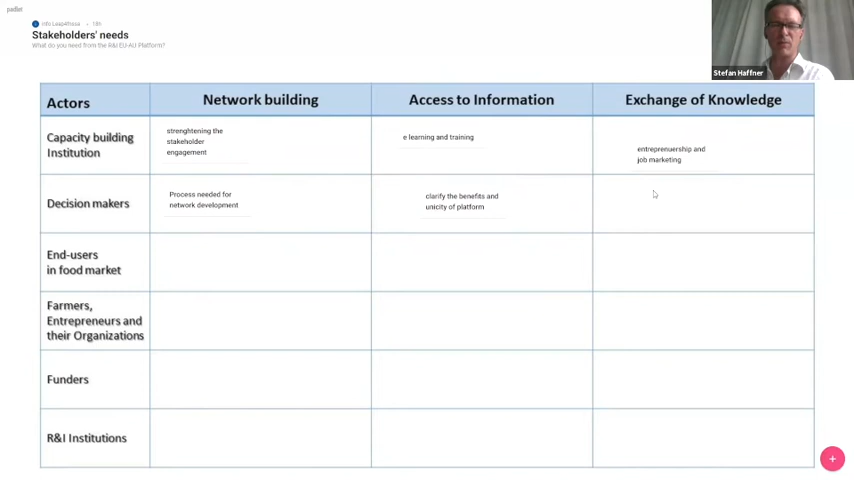 padlet
Info Leap4fnssa • 18h
Stakeholders' needs
What do you need from the R&I EU-AU Platform?
Stefan Haffner
Actors
Network building
Access to Information
Exchange of Knowledge
Capacity building
Institution
strenghtening the
stakeholder
engagement
e learning and training
entreprenuership and
job marketing
Decision makers
Process needed for
network development
clarify the benefits and
unicity of platform
End-users
in food market
Farmers,
Entrepreneurs and
their Organizations
Funders
R&I Institutions